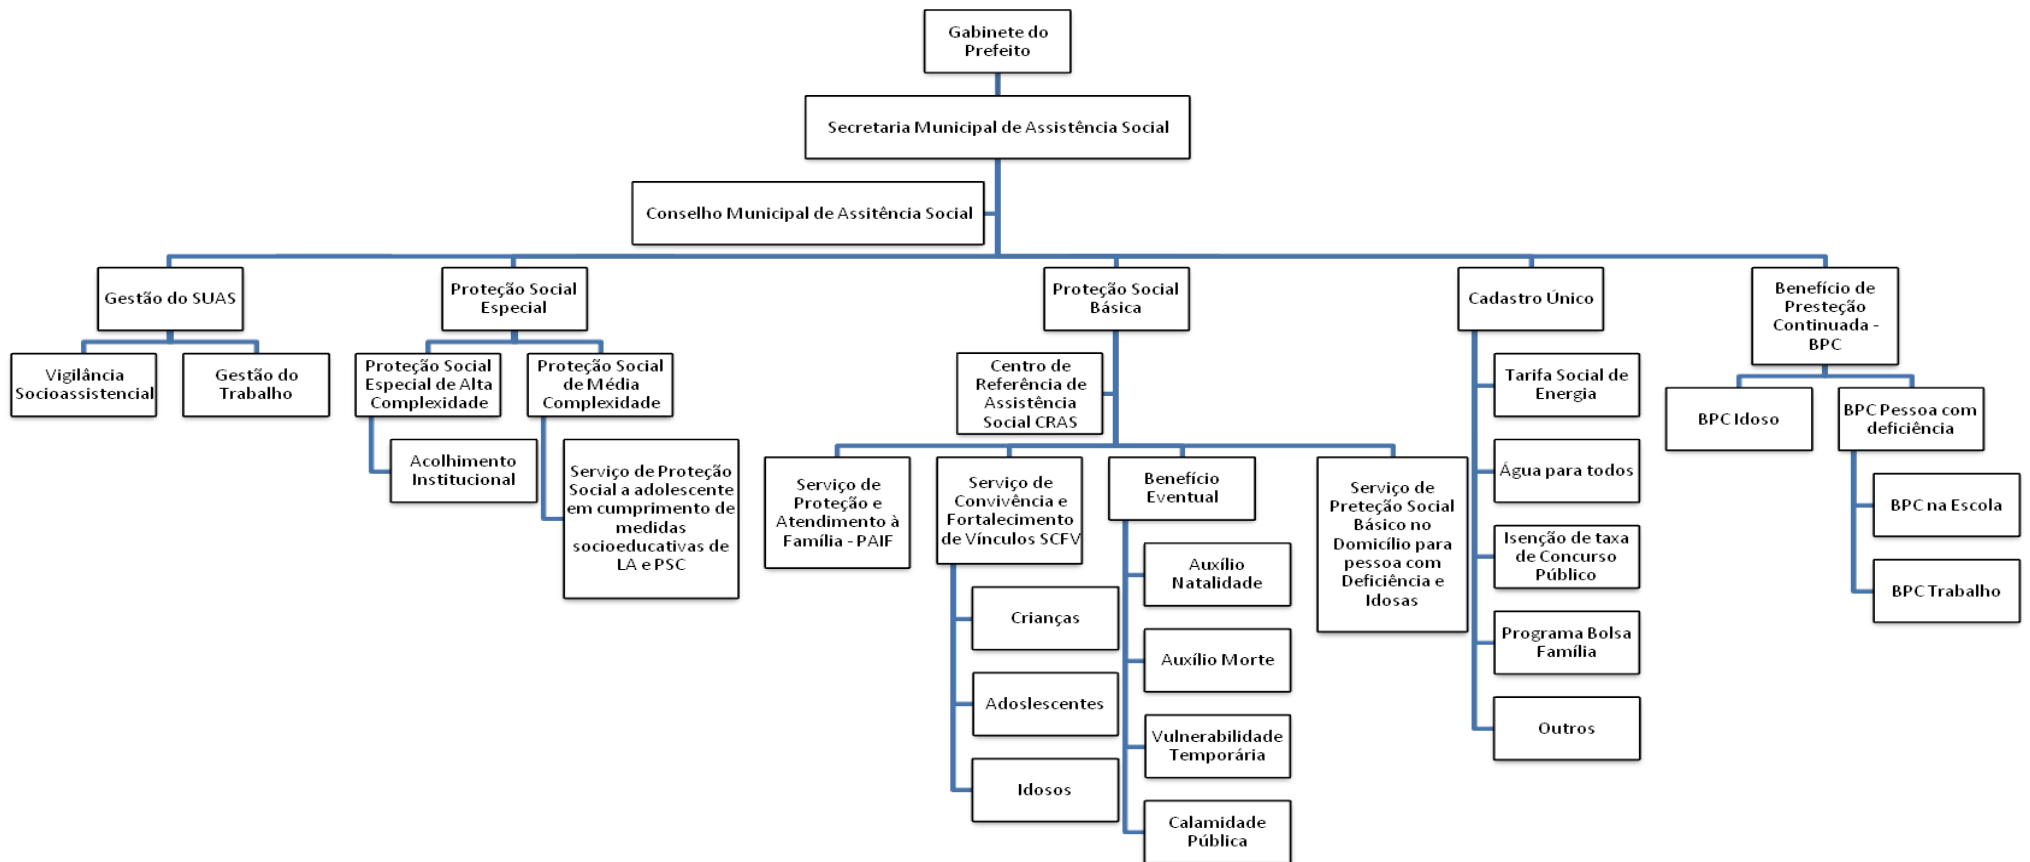 Gabinete do
Prefeito
Secretaria Municipal de Assistência Social
Conselho Municipal de Assitência Social
Gestão do SUAS
Proteção Social
Especial
Proteção Social
Básica
Cadastro Único
Benefício de
Presteção
Continuada -
BPC
Vigilância
Socioassistencial
Gestão do
Trabalho
Proteção Social
Especial de Alta
Complexidade
Proteção Social
de Média
Complexidade
Centro de
Referência de
Assistência
Social CRAS
Tarifa Social de
Energia
BPC Idoso
BPC Pessoa com
deficiência
Acolhimento
Institucional
Serviço de Proteção
Social a adolescente
em cumprimento de
medidas
socioeducativas de
LA e PSC
Serviço de
Proteção e
Atendimento à
Família - PAIF
Serviço de
Convivência e
Fortalecimento
de Vínculos SCFV
Benefício
Eventual
Serviço de
Preteção Social
Básico no
Domicílio para
pessoa com
Deficiência e
Idosas
Água para todos
BPC na Escola
Isenção de taxa
de Concurso
Público
BPC Trabalho
Crianças
Auxílio
Natalidade
Programa Bolsa
Família
Adoslescentes
Auxílio Morte
Outros
Idosos
Vulnerabilidade
Temporária
Calamidade
Pública